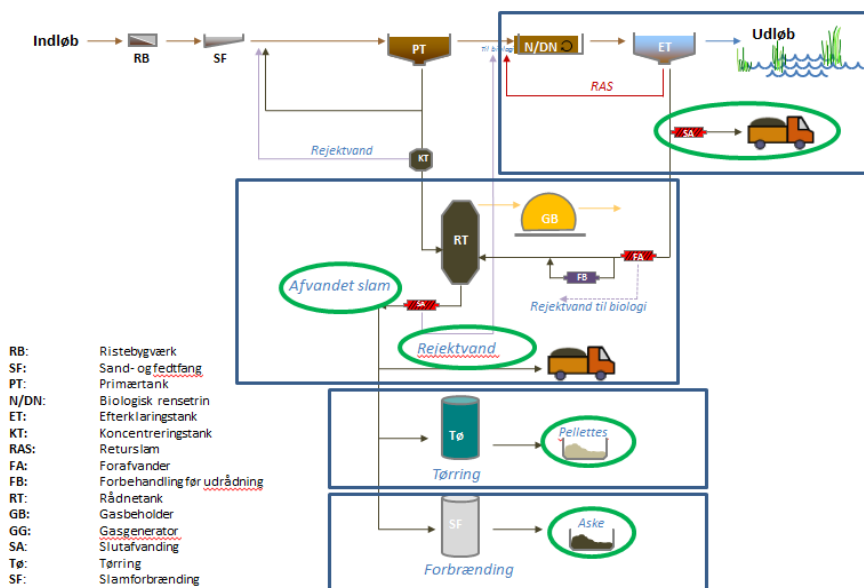 Indløb
RB
SF
PT
Til biologi
N/DN
ET
Udløb
RAS
SA
Rejektvand
KT
RT
GB
FA
FB
Rejektvand til biologi
Afvandet slam
SA
Rejektvand
Tø
Pellettes
Tørring
SF
Aske
Forbrænding
RB: Ristebygværk
SF: Sand- og fedtfang
PT: Primærtank
N/DN: Biologisk rensetrin
ET: Efterklaringstank
KT: Koncentreringstank
RAS: Returslam
FA: Forafvander
FB: Forbehandling før udrådning
RT: Rådnetank
GB: Gasbeholder
GG: Gasgenerator
SA: Slutafvanding
Tø: Tørring
SF: Slamforbrænding